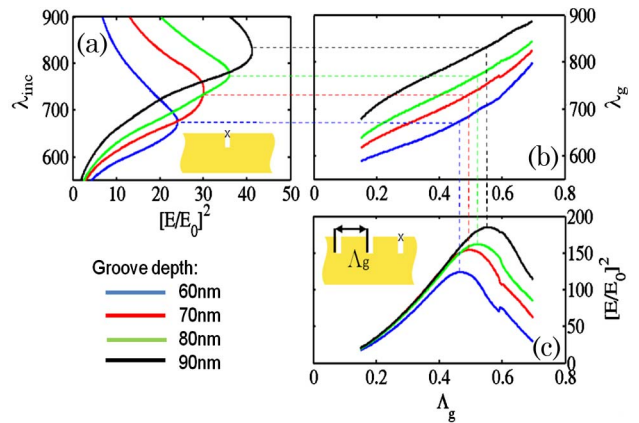 900
800
700
600
λinc
(a)
x
0
10
20
30
40
50
[E/E0]²
(b)
900
800
700
600
λg
0
0.2
0.4
0.6
0.8
Groove depth:
60nm
70nm
80nm
90nm
Λg
x
200
150
100
50
0
[E/E0]²
(c)
0
0.2
0.4
0.6
0.8
Λg